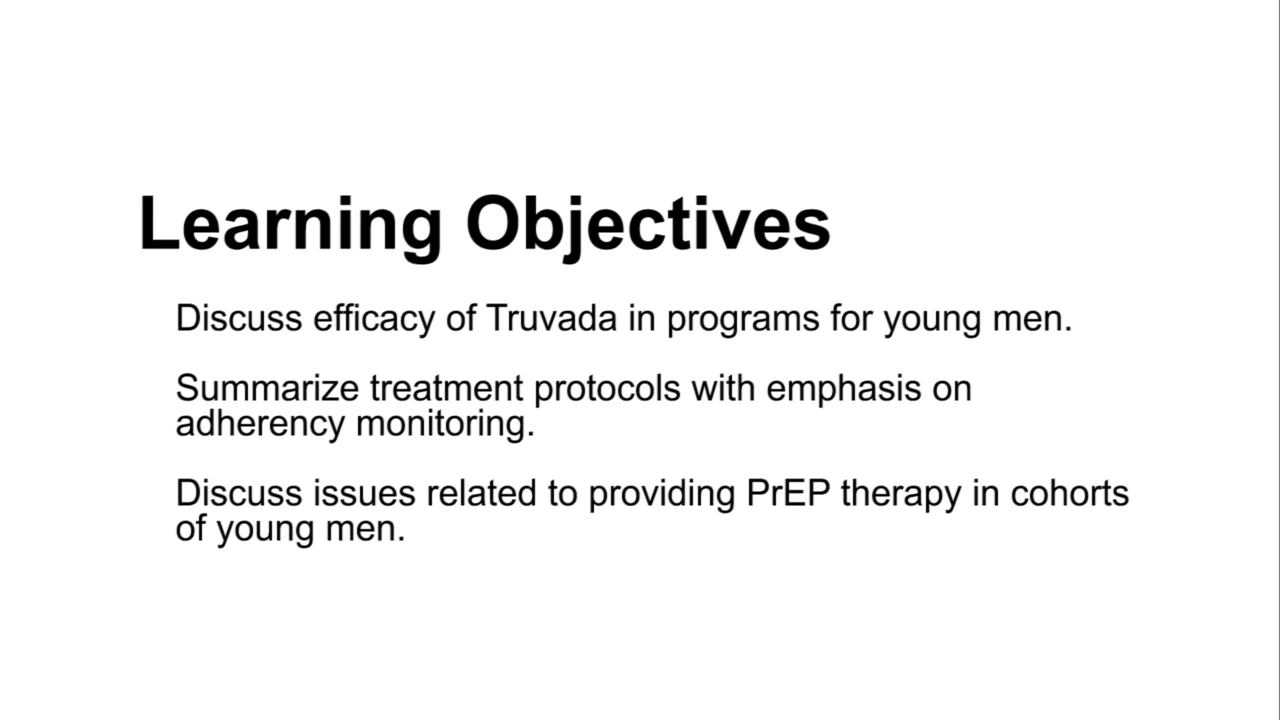 Learning Objectives
Discuss efficacy of Truvada in programs for young men.
Summarize treatment protocols with emphasis on
adherency monitoring.
Discuss issues related to providing PrEP therapy in cohorts
of young men.